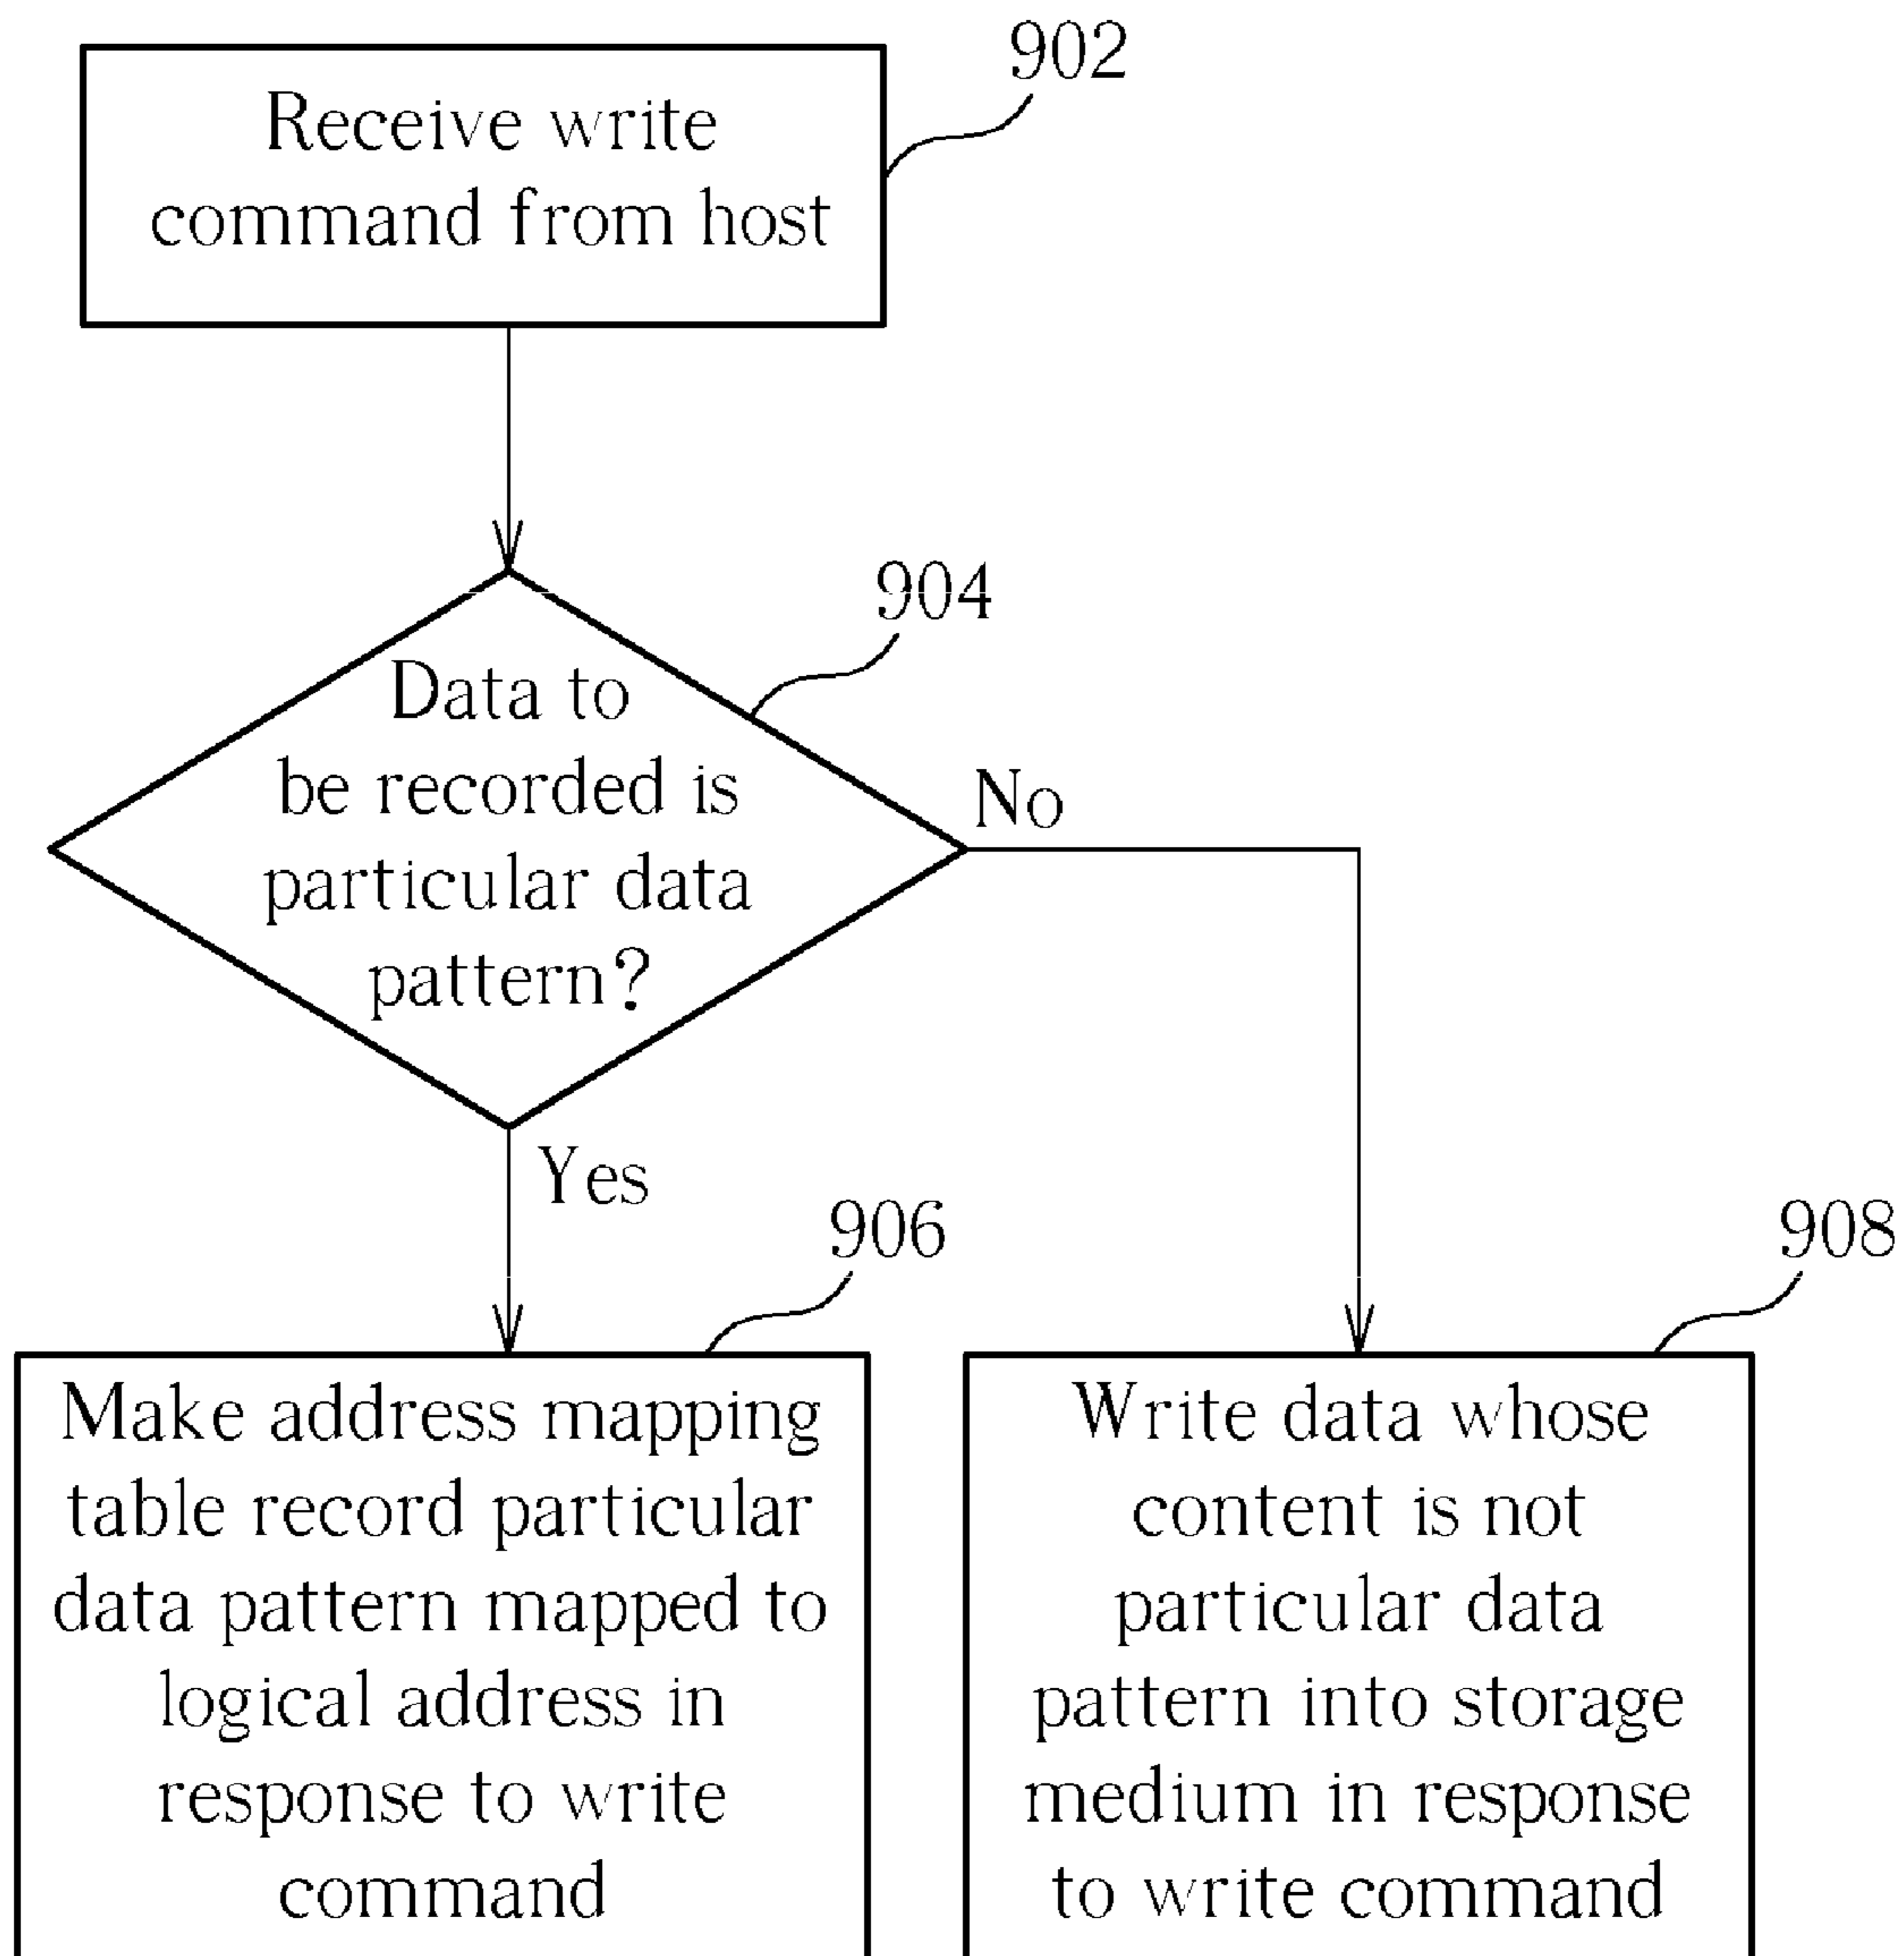 902
Receive write
command from host
904
Data to
be recorded is
particular data
pattern?
No
Yes
906
Make address mapping
table record particular
data pattern mapped to
logical address in
response to write
command
908
Write data whose
content is not
particular data
pattern into storage
medium in response
to write command